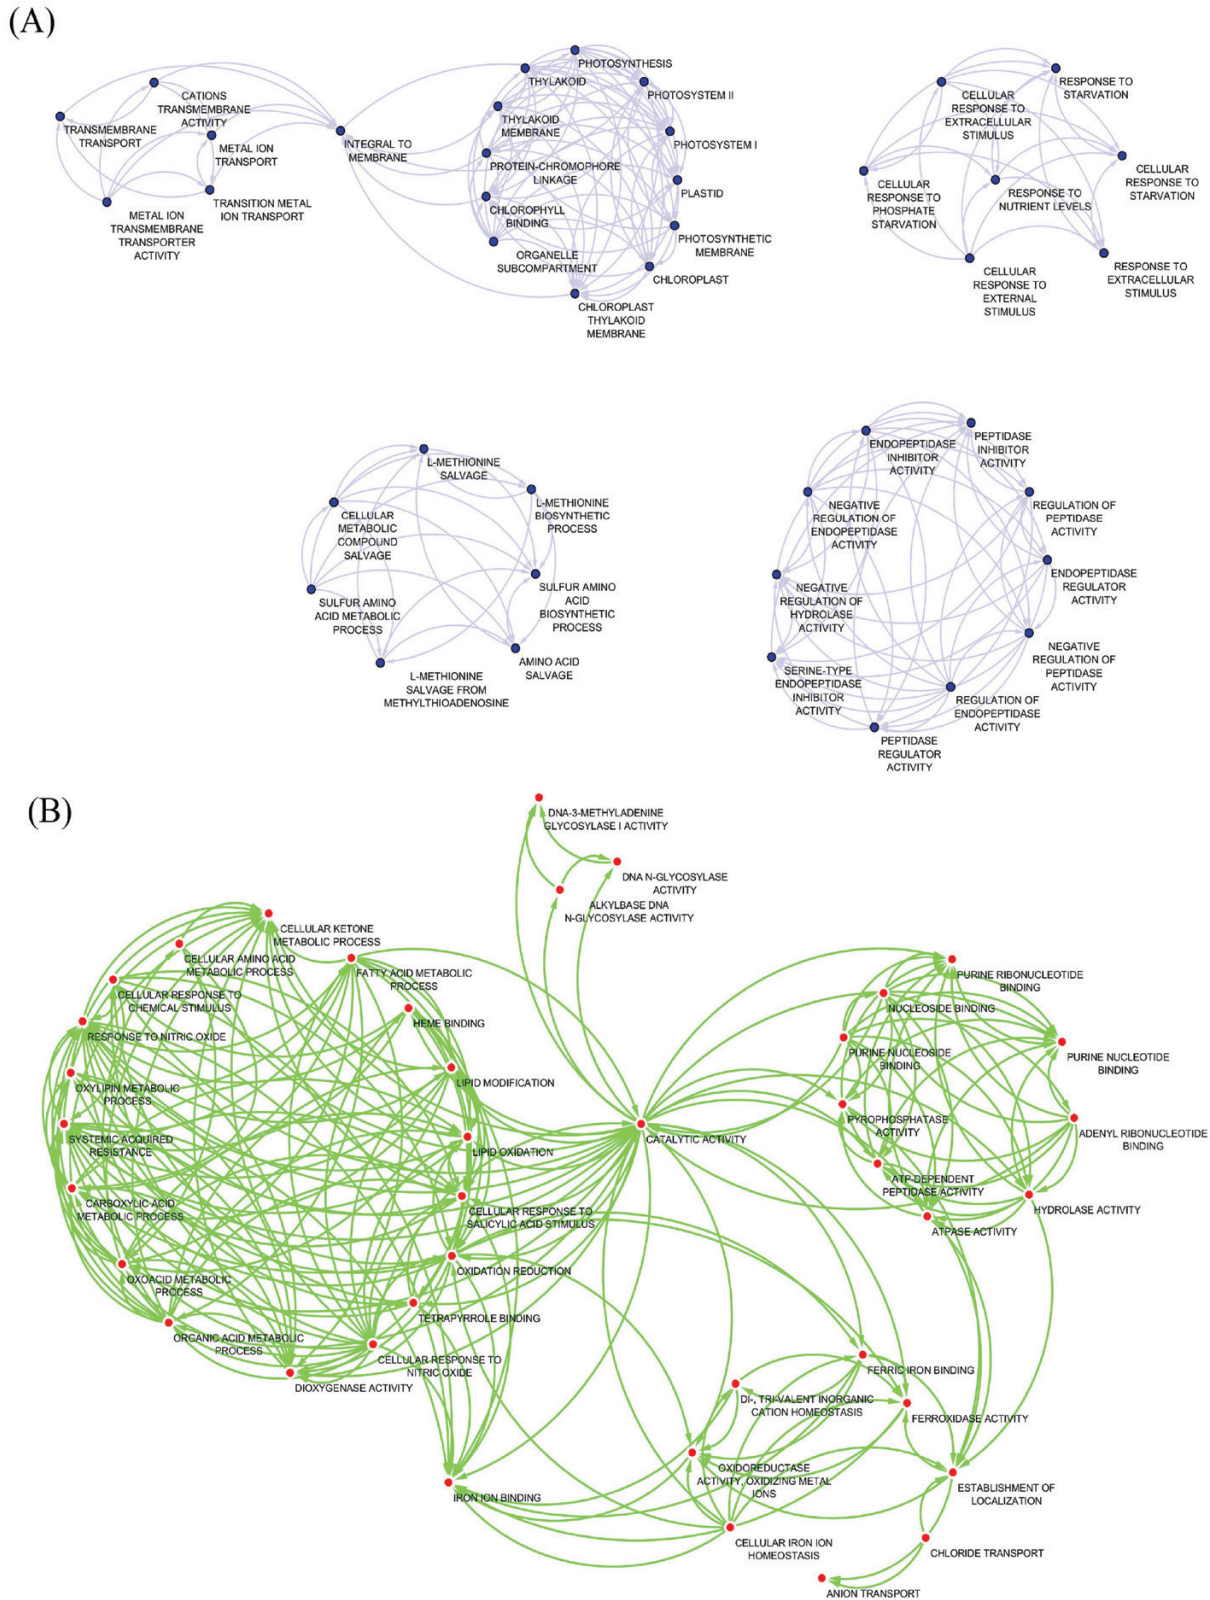 (A)
PHOTOSYNTHESIS
THYLAKOID
PHOTOSYSTEM II
CATIONS
TRANSMEMBRANE
ACTIVITY
TRANSMEMBRANE
TRANSPORT
METAL ION
TRANSPORT
INTEGRAL TO
MEMBRANE
THYLAKOID
MEMBRANE
PHOTOSYSTEM I
PROTEIN-CHROMOPHORE
LINKAGE
PLASTID
TRANSITION METAL
ION TRANSPORT
METAL ION
TRANSMEMBRANE
TRANSPORTER
ACTIVITY
CHLOROPHYLL
BINDING
PHOTOSYNTHETIC
MEMBRANE
ORGANELLE
SUBCOMPARTMENT
CHLOROPLAST
CHLOROPLAST
THYLAKOID
MEMBRANE
RESPONSE TO
STARVATION
CELLULAR
RESPONSE TO
EXTRACELLULAR
STIMULUS
CELLULAR
RESPONSE TO
STARVATION
CELLULAR
RESPONSE TO
PHOSPHATE
STARVATION
RESPONSE TO
NUTRIENT LEVELS
CELLULAR
RESPONSE TO
EXTERNAL
STIMULUS
RESPONSE TO
EXTRACELLULAR
STIMULUS
L-METHIONINE
SALVAGE
L-METHIONINE
BIOSYNTHETIC
PROCESS
CELLULAR
METABOLIC
COMPOUND
SALVAGE
SULFUR AMINO
ACID
BIOSYNTHETIC
PROCESS
SULFUR AMINO
ACID METABOLIC
PROCESS
AMINO ACID
SALVAGE
L-METHIONINE
SALVAGE FROM
METHYLTHIOADENOSINE
ENDOPEPTIDASE
INHIBITOR
ACTIVITY
PEPTIDASE
INHIBITOR
ACTIVITY
NEGATIVE
REGULATION OF
ENDOPEPTIDASE
ACTIVITY
REGULATION OF
PEPTIDASE
ACTIVITY
ENDOPEPTIDASE
REGULATOR
ACTIVITY
NEGATIVE
REGULATION OF
HYDROLASE
ACTIVITY
NEGATIVE
REGULATION OF
PEPTIDASE
ACTIVITY
SERINE-TYPE
ENDOPEPTIDASE
INHIBITOR
ACTIVITY
REGULATION OF
ENDOPEPTIDASE
ACTIVITY
PEPTIDASE
REGULATOR
ACTIVITY
(B)
DNA-3-METHYLADENINE
GLYCOSYLASE I ACTIVITY
DNA N-GLYCOSYLASE
ACTIVITY
ALKYLBASE DNA
N-GLYCOSYLASE ACTIVITY
CELLULAR KETONE
METABOLIC PROCESS
CELLULAR AMINO ACID
METABOLIC PROCESS
FATTY ACID METABOLIC
PROCESS
CELLULAR RESPONSE TO
CHEMICAL STIMULUS
HEME BINDING
RESPONSE TO NITRIC OXIDE
LIPID MODIFICATION
OXYLIPIN METABOLIC
PROCESS
SYSTEMIC ACQUIRED
RESISTANCE
LIPID OXIDATION
CARBOXYLIC ACID
METABOLIC PROCESS
CELLULAR RESPONSE TO
SALICYLIC ACID STIMULUS
OXOACID METABOLIC
PROCESS
OXIDATION REDUCTION
TETRAPYRROLE BINDING
ORGANIC ACID METABOLIC
PROCESS
CELLULAR RESPONSE TO
NITRIC OXIDE
DIOXYGENASE ACTIVITY
CATALYTIC ACTIVITY
PURINE RIBONUCLEOTIDE
BINDING
NUCLEOSIDE BINDING
PURINE NUCLEOSIDE
BINDING
PURINE NUCLEOTIDE
BINDING
PYROPHOSPHATASE
ACTIVITY
ADENYL RIBONUCLEOTIDE
BINDING
ATP-DEPENDENT
PEPTIDASE ACTIVITY
HYDROLASE ACTIVITY
ATPASE ACTIVITY
FERRIC IRON BINDING
DI-, TRI-VALENT INORGANIC
CATION HOMEOSTASIS
FERROXIDASE ACTIVITY
OXIDOREDUCTASE
ACTIVITY, OXIDIZING METAL
IONS
IRON ION BINDING
ESTABLISHMENT OF
LOCALIZATION
CELLULAR IRON ION
HOMEOSTASIS
CHLORIDE TRANSPORT
ANION TRANSPORT